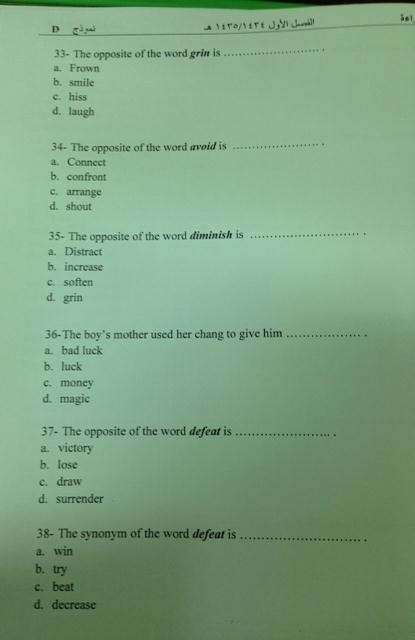 D نموذج الفصل الأول ١٤٣٥/١٤٣٤ هـ
33- The opposite of the word grin is .........................
a. Frown
b. smile
c. hiss
d. laugh
34- The opposite of the word avoid is .......................
a. Connect
b. confront
c. arrange
d. shout
35- The opposite of the word diminish is .............................
a. Distract
b. increase
c. soften
d. grin
36-The boy's mother used her chang to give him ....................
a. bad luck
b. luck
c. money
d. magic
37- The opposite of the word defeat is ........................
a. victory
b. lose
c. draw
d. surrender
38- The synonym of the word defeat is ..............................
a. win
b. try
c. beat
d. decrease